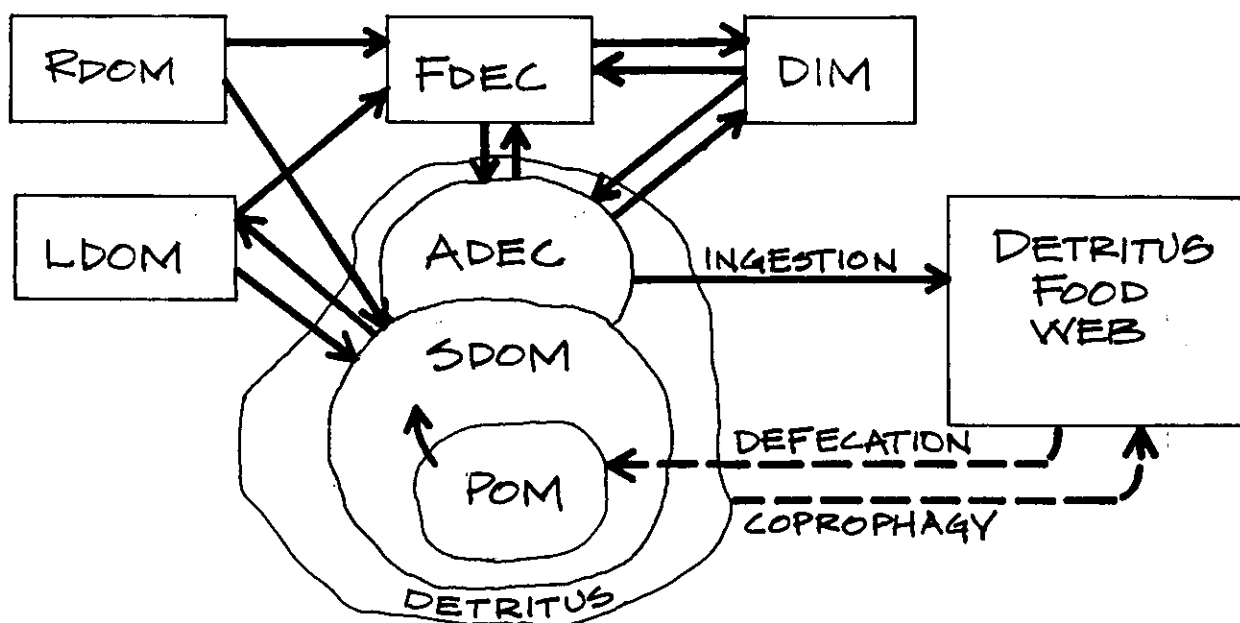 RDOM
FDEC
DIM
LDOM
ADEC
INGESTION
DETRITUS
FOOD
WEB
SDOM
DEFECATION
POM
COPROPHAGY
DETRITUS